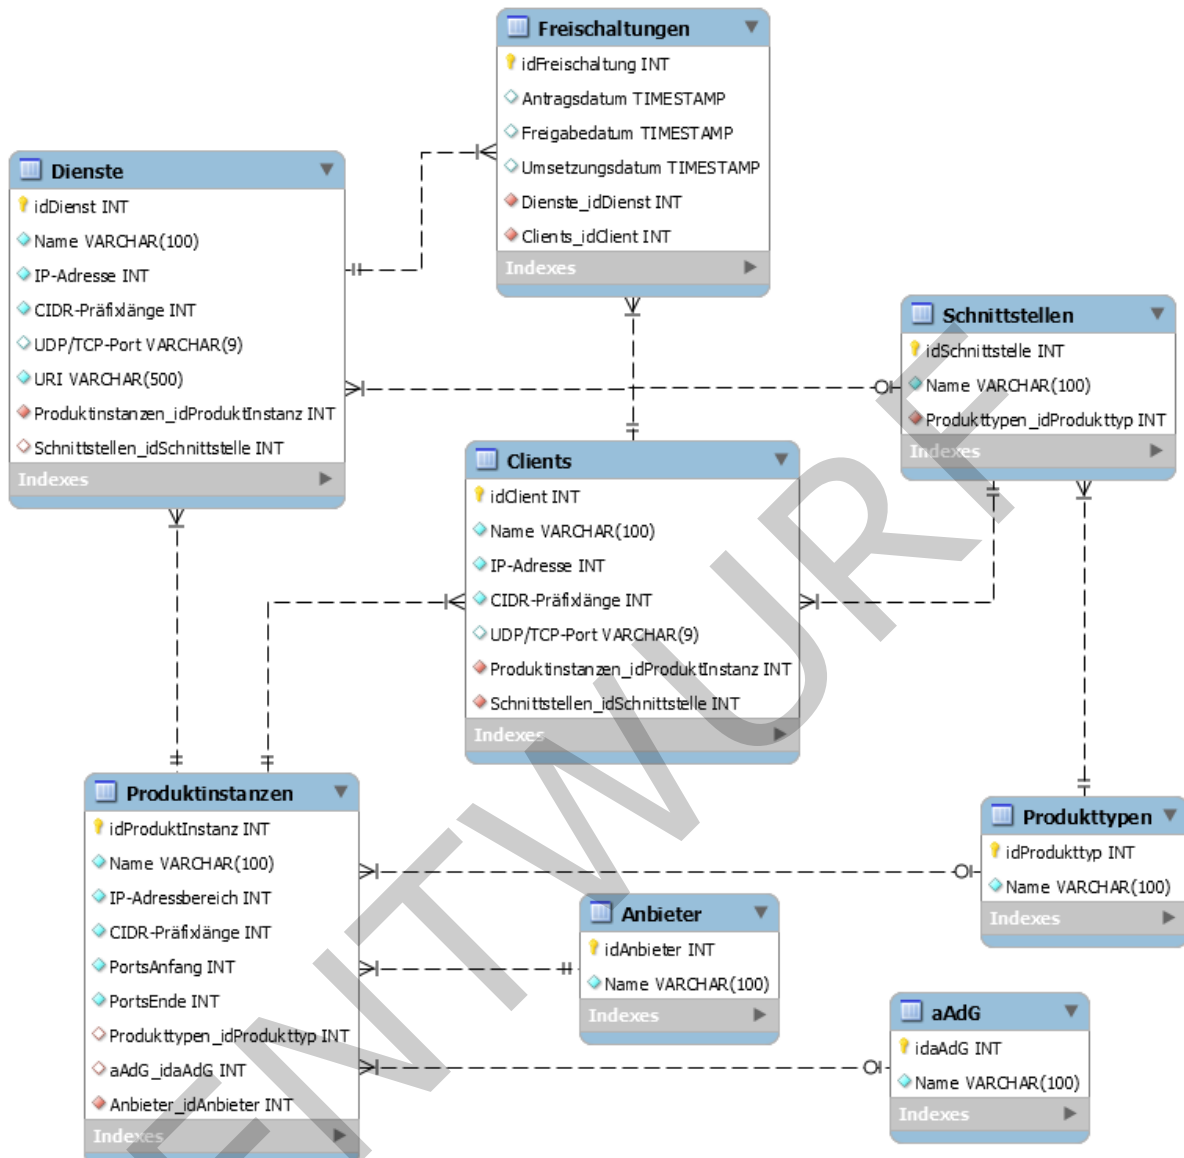 Freischaltungen
idFreischaltung INT
Antragsdatum TIMESTAMP
Freigabedatum TIMESTAMP
Umsetzungsdatum TIMESTAMP
Dienste_idDienst INT
Clients_idClient INT
Indexes
Dienste
idDienst INT
Name VARCHAR(100)
IP-Adresse INT
CIDR-Präfixlänge INT
UDP/TCP-Port VARCHAR(9)
URI VARCHAR(500)
Produktinstanzen_idProduktInstanz INT
Schnittstellen_idSchnittstelle INT
Indexes
Schnittstellen
idSchnittstelle INT
Name VARCHAR(100)
Produkttypen_idProdukttyp INT
Indexes
Clients
idClient INT
Name VARCHAR(100)
IP-Adresse INT
CIDR-Präfixlänge INT
UDP/TCP-Port VARCHAR(9)
Produktinstanzen_idProduktInstanz INT
Schnittstellen_idSchnittstelle INT
Indexes
Produktinstanzen
idProduktInstanz INT
Name VARCHAR(100)
IP-Adressbereich INT
CIDR-Präfixlänge INT
PortsAnfang INT
PortsEnde INT
Produkttypen_idProdukttyp INT
aAdG_idaAdG INT
Anbieter_idAnbieter INT
Indexes
Produkttypen
idProdukttyp INT
Name VARCHAR(100)
Indexes
Anbieter
idAnbieter INT
Name VARCHAR(100)
Indexes
aAdG
idaAdG INT
Name VARCHAR(100)
Indexes
ENTWURF